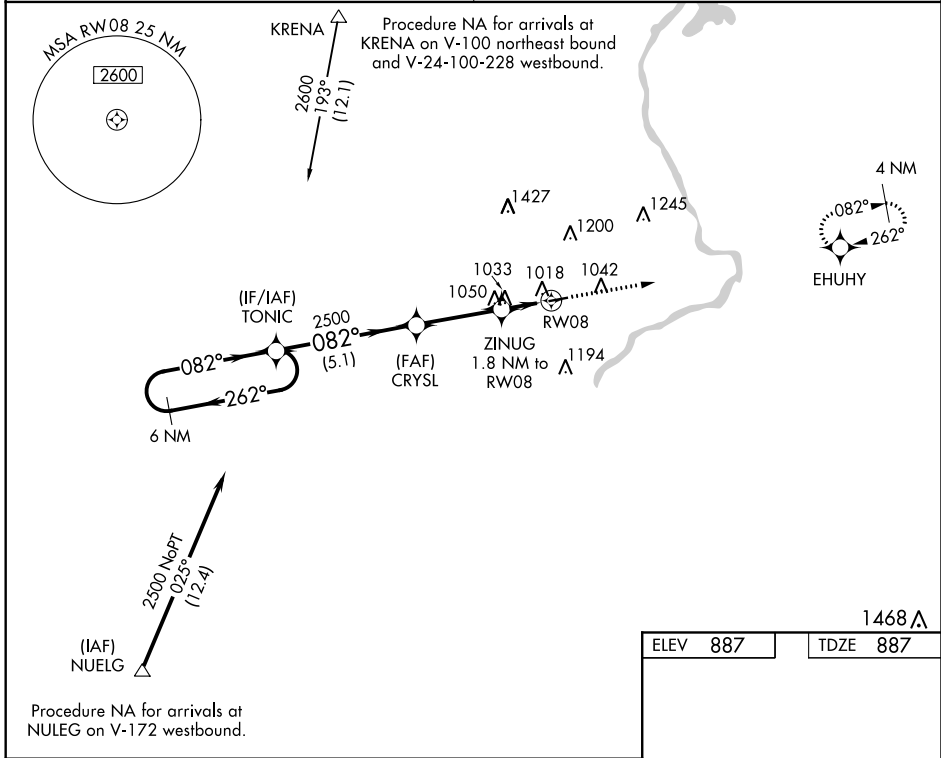 MSA RW08 25 NM
2600
KRENA
Procedure NA for arrivals at
KRENA on V-100 northeast bound
and V-24-100-228 westbound.
2600
193°
(12.1)
4 NM
082°
262°
EHUHY
1427
1200
1245
1033
1018
1042
1050
RW08
ZINUG
1.8 NM to
RW08
1194
(IF/IAF)
TONIC
2500
082°
(5.1)
(FAF)
CRYSL
082°
262°
6 NM
2500 NoPT
025°
(12.4)
(IAF)
NUELG
Procedure NA for arrivals at
NULEG on V-172 westbound.
1468
ELEV 887
TDZE 887